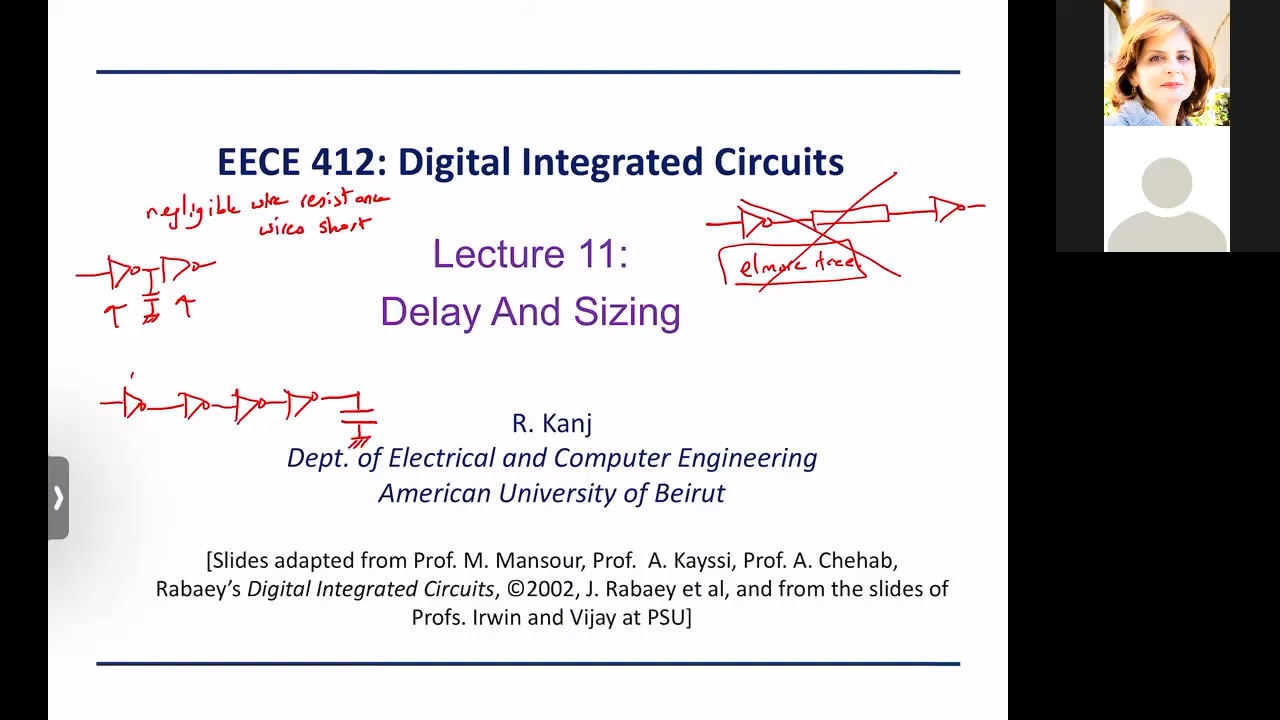 EECE 412: Digital Integrated Circuits
negligible wire resistance
wires short
Lecture 11:
elmore tree
Delay And Sizing
R. Kanj
Dept. of Electrical and Computer Engineering
American University of Beirut
[Slides adapted from Prof. M. Mansour, Prof. A. Kayssi, Prof. A. Chehab,
Rabaey’s Digital Integrated Circuits, ©2002, J. Rabaey et al, and from the slides of
Profs. Irwin and Vijay at PSU]